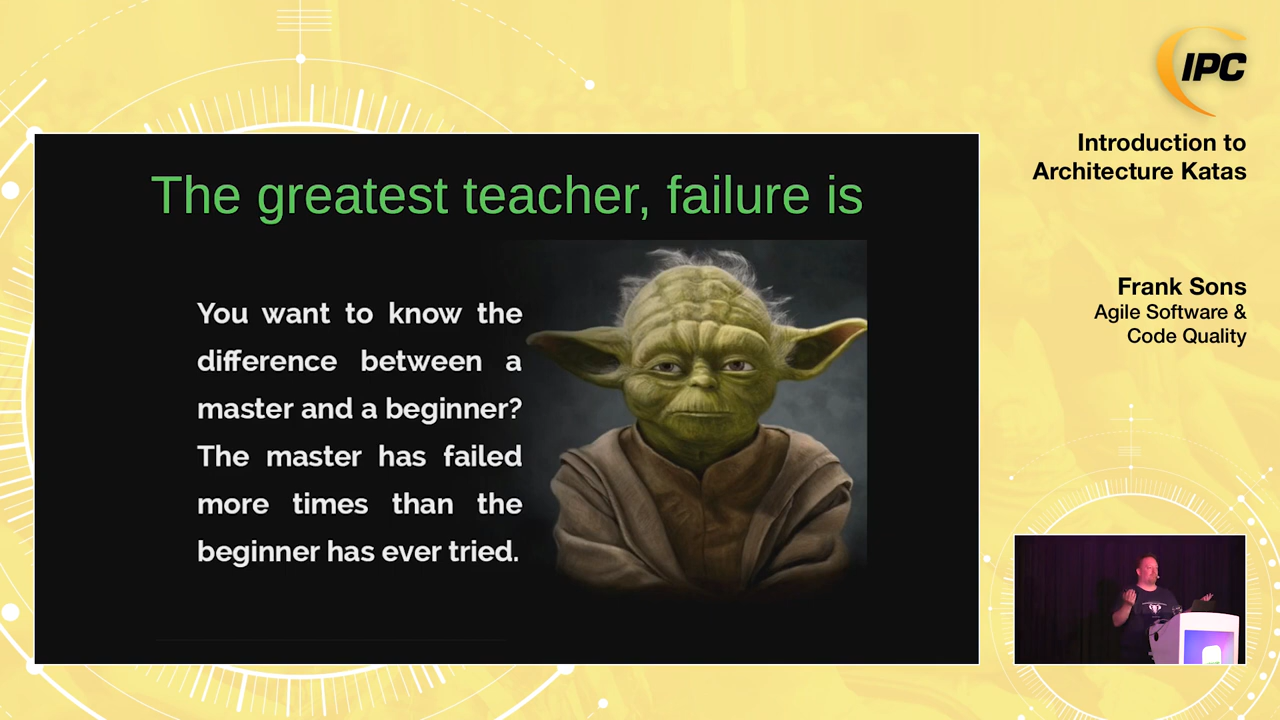 The greatest teacher, failure is
You want to know the
difference between a
master and a beginner?
The master has failed
more times than the
beginner has ever tried.
IPC
Introduction to
Architecture Katas
Frank Sons
Agile Software &
Code Quality